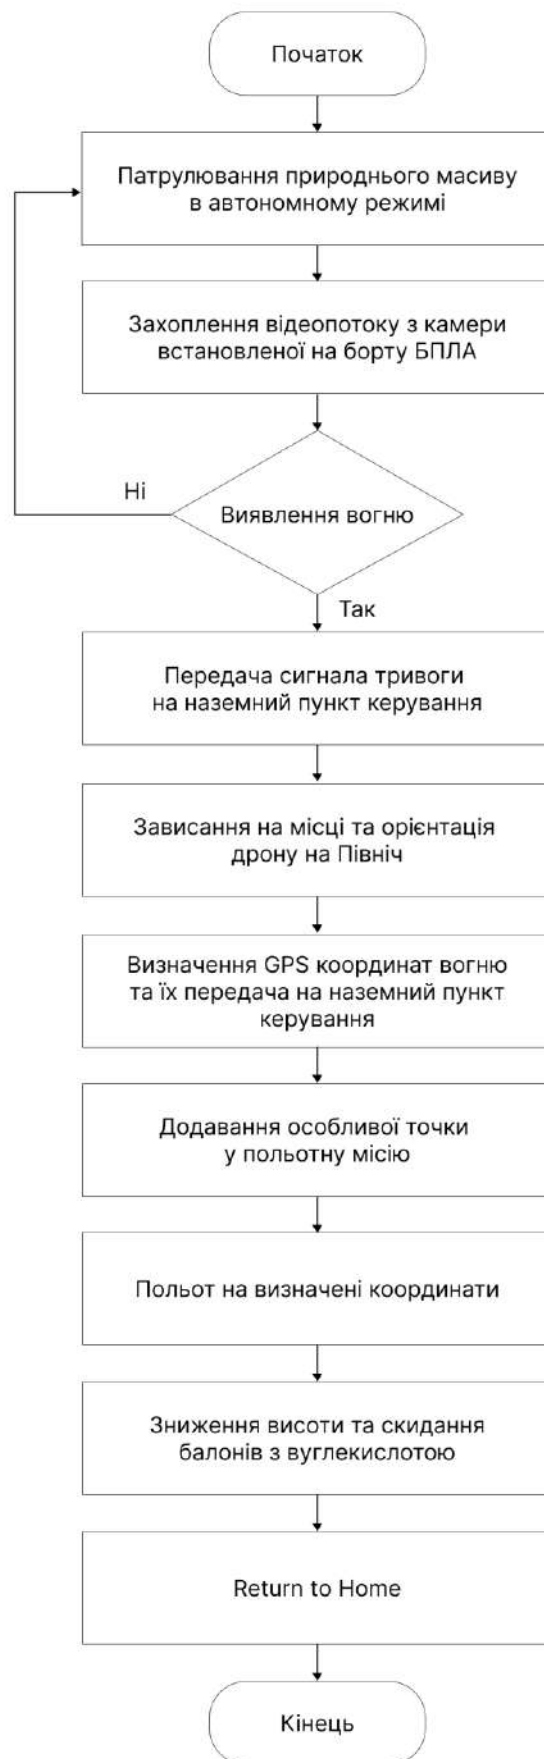 Початок
Патрулювання природнього масиву
в автономному режимі
Захоплення відеопотоку з камери
встановленої на борту БПЛА
Ні
Виявлення вогню
Так
Передача сигнала тривоги
на наземний пункт керування
Зависання на місці та орієнтація
дрону на Північ
Визначення GPS координат вогню
та їх передача на наземний пункт
керування
Додавання особливої точки
у польотну місію
Польот на визначені координати
Зниження висоти та скидання
балонів з вуглекислотою
Return to Home
Кінець